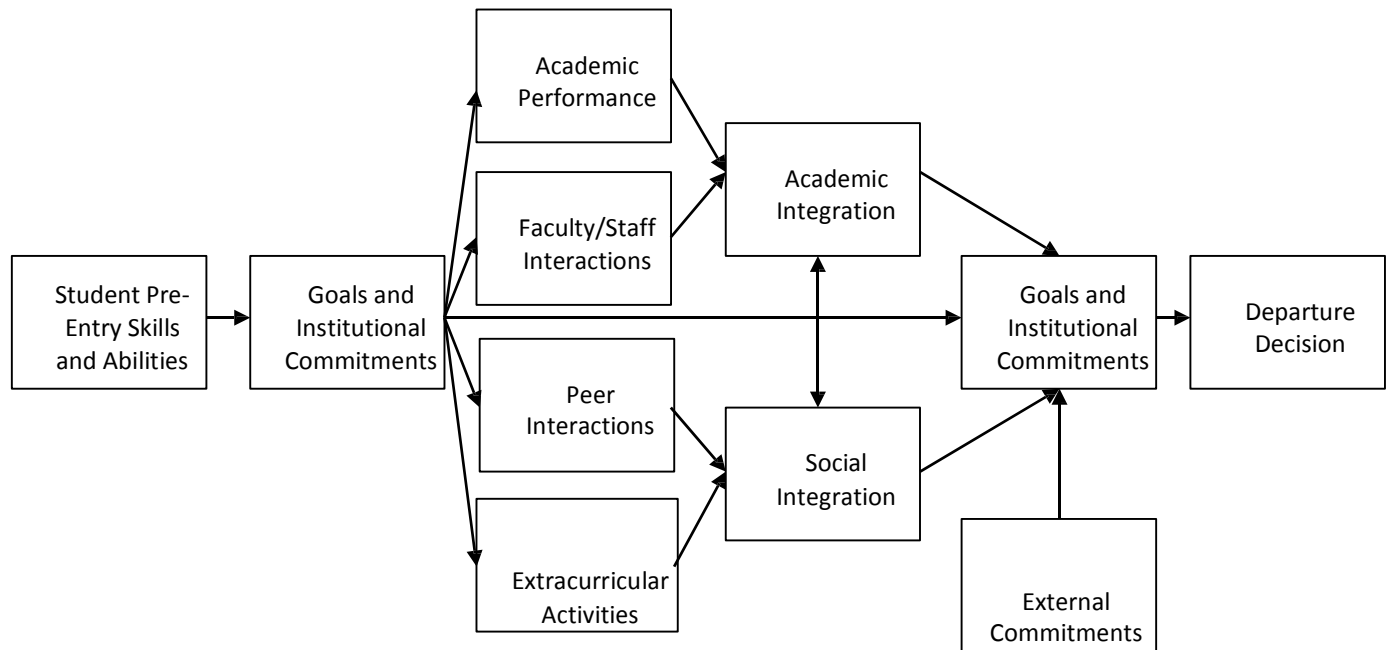 Academic
Performance
Faculty/Staff
Interactions
Academic
Integration
Student Pre-
Entry Skills
and Abilities
Goals and
Institutional
Commitments
Goals and
Institutional
Commitments
Departure
Decision
Peer
Interactions
Social
Integration
Extracurricular
Activities
External
Commitments